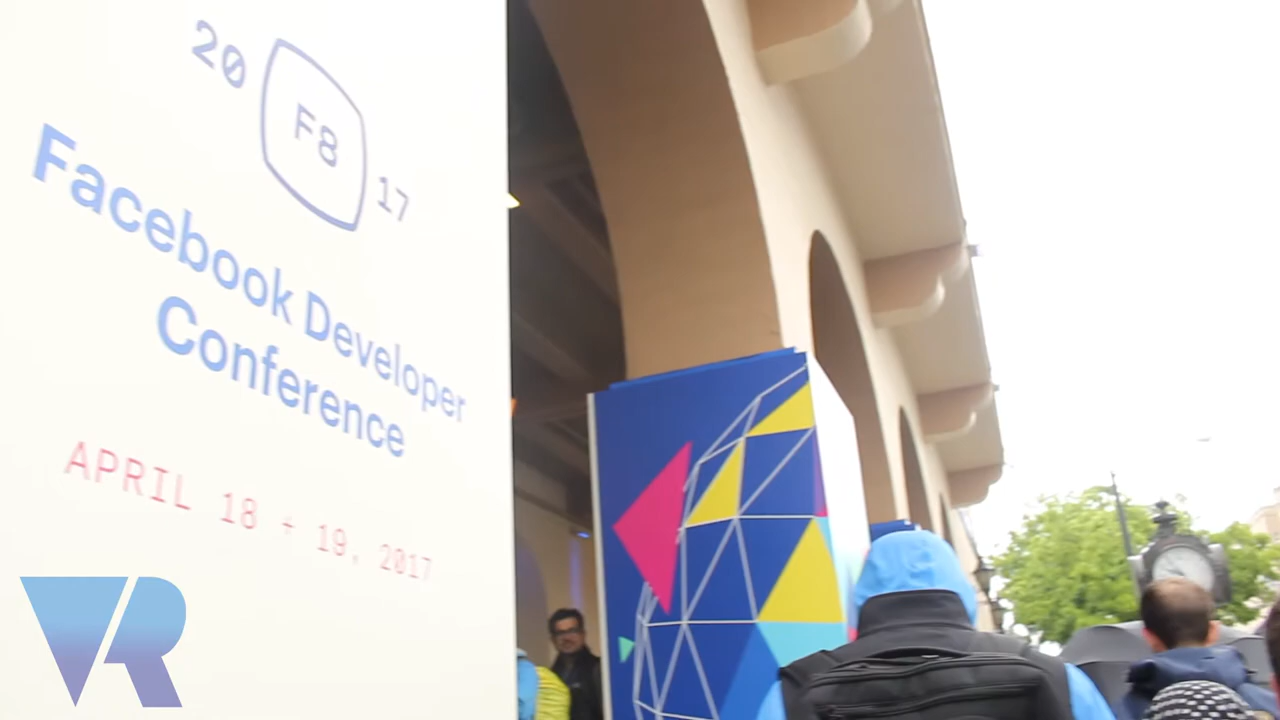 20 F8 17
Facebook Developer
Conference
APRIL 18 + 19, 2017
VR